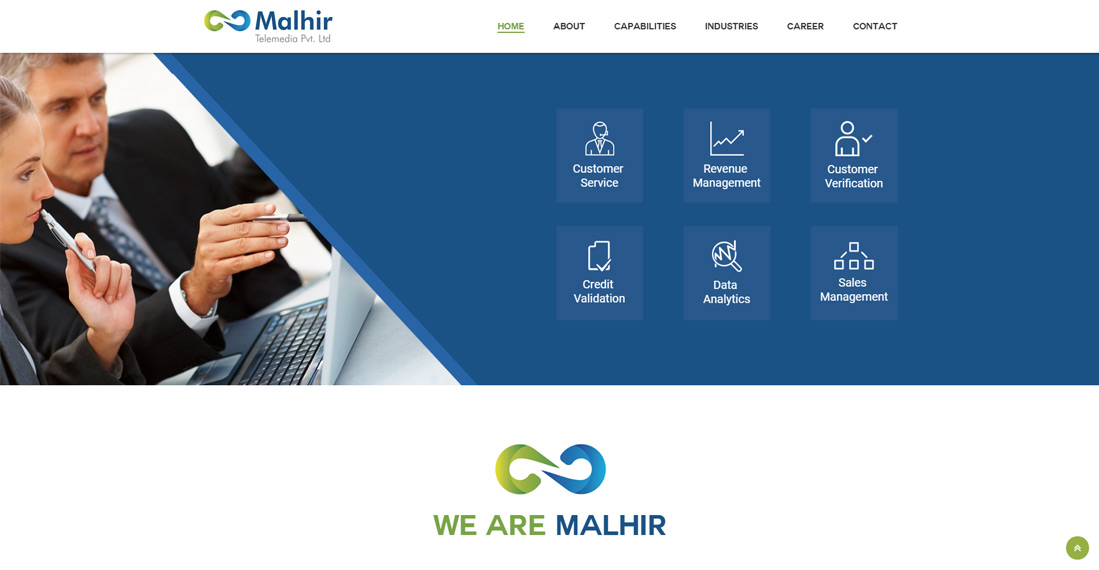 Malhir
Telemedia Pvt. Ltd
HOME ABOUT CAPABILITIES INDUSTRIES CAREER CONTACT
Customer
Service
Revenue
Management
Customer
Verification
Credit
Validation
Data
Analytics
Sales
Management
WE ARE MALHIR